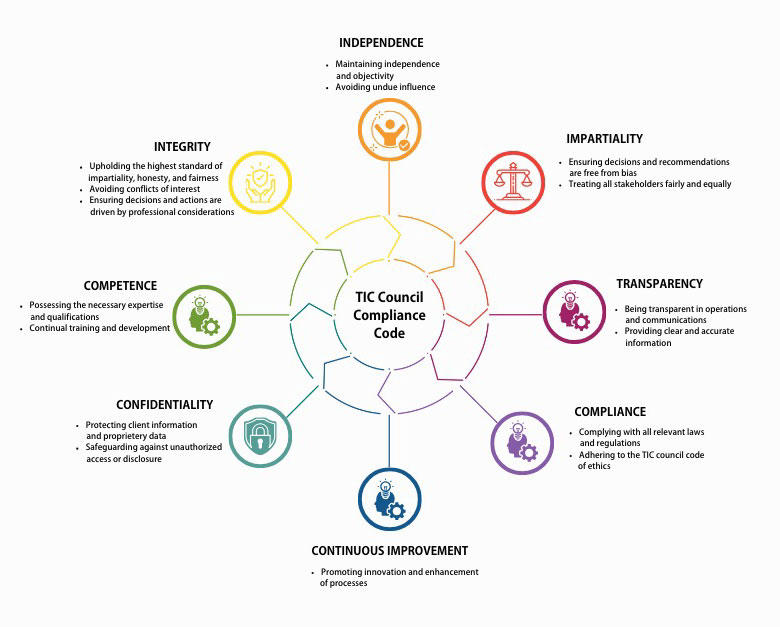 INDEPENDENCE
• Maintaining independence
and objectivity
• Avoiding undue influence
IMPARTIALITY
• Ensuring decisions and recommendations
are free from bias
• Treating all stakeholders fairly and equally
TRANSPARENCY
• Being transparent in operations
and communications
• Providing clear and accurate
information
COMPLIANCE
• Complying with all relevant laws
and regulations
• Adhering to the TIC council code
of ethics
CONTINUOUS IMPROVEMENT
• Promoting innovation and enhancement
of processes
CONFIDENTIALITY
• Protecting client information
and proprietery data
• Safeguarding against unauthorized
access or disclosure
COMPETENCE
• Possessing the necessary expertise
and qualifications
• Continual training and development
INTEGRITY
• Upholding the highest standard of
impartiality, honesty, and fairness
• Avoiding conflicts of interest
• Ensuring decisions and actions are
driven by professional considerations
TIC Council
Compliance
Code